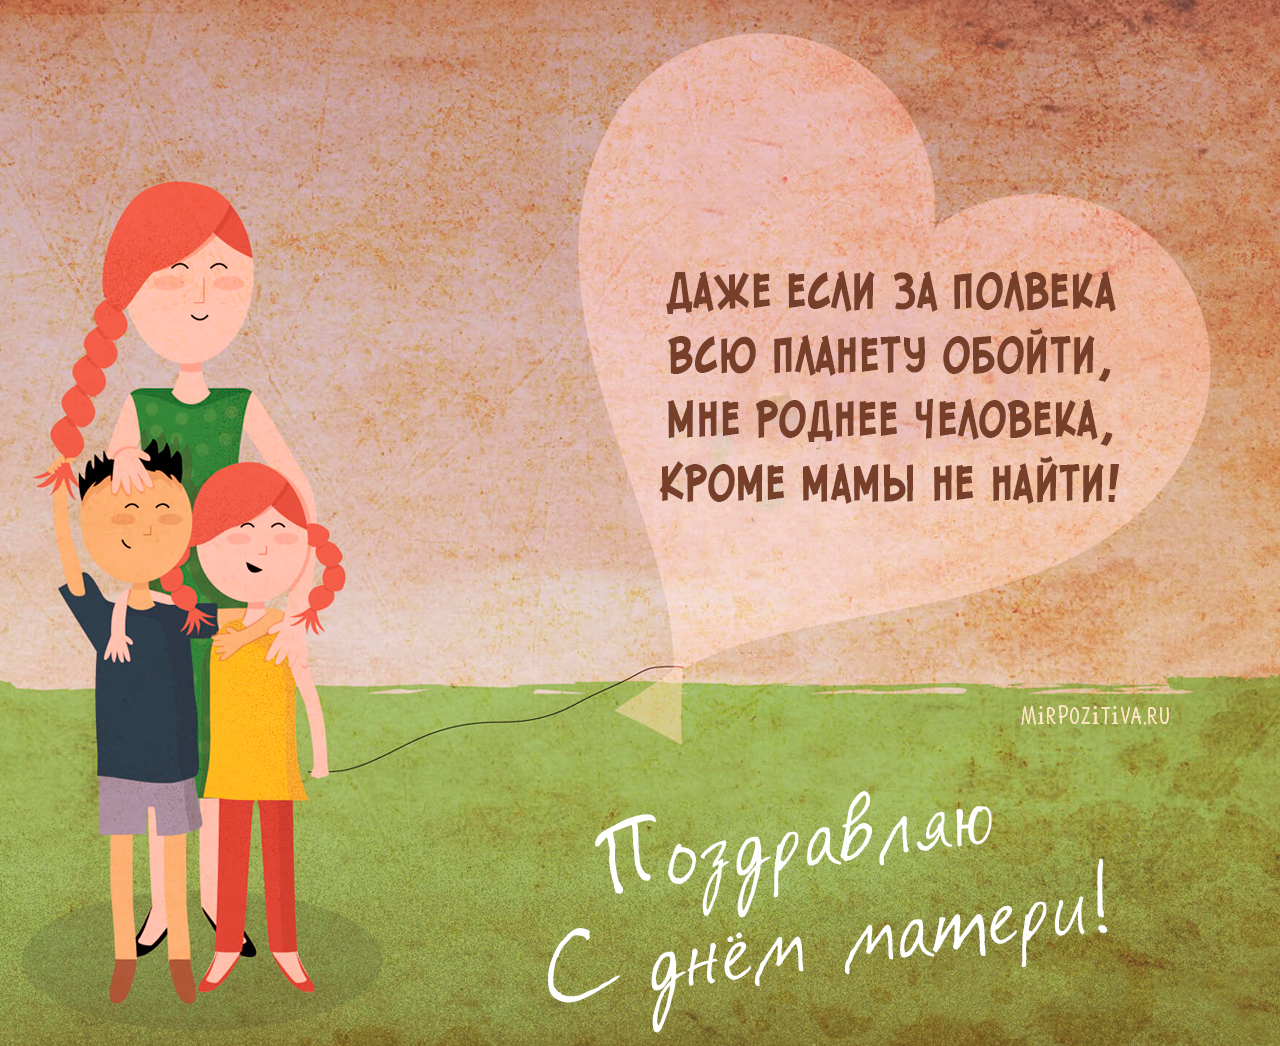 ДАЖЕ ЕСЛИ ЗА ПОЛВЕКА
ВСЮ ПЛАНЕТУ ОБОЙТИ,
МНЕ РОДНЕЕ ЧЕЛОВЕКА,
КРОМЕ МАМЫ НЕ НАЙТИ!
MiRPOZiTiVA.RU
Поздравляю
С днём матери!